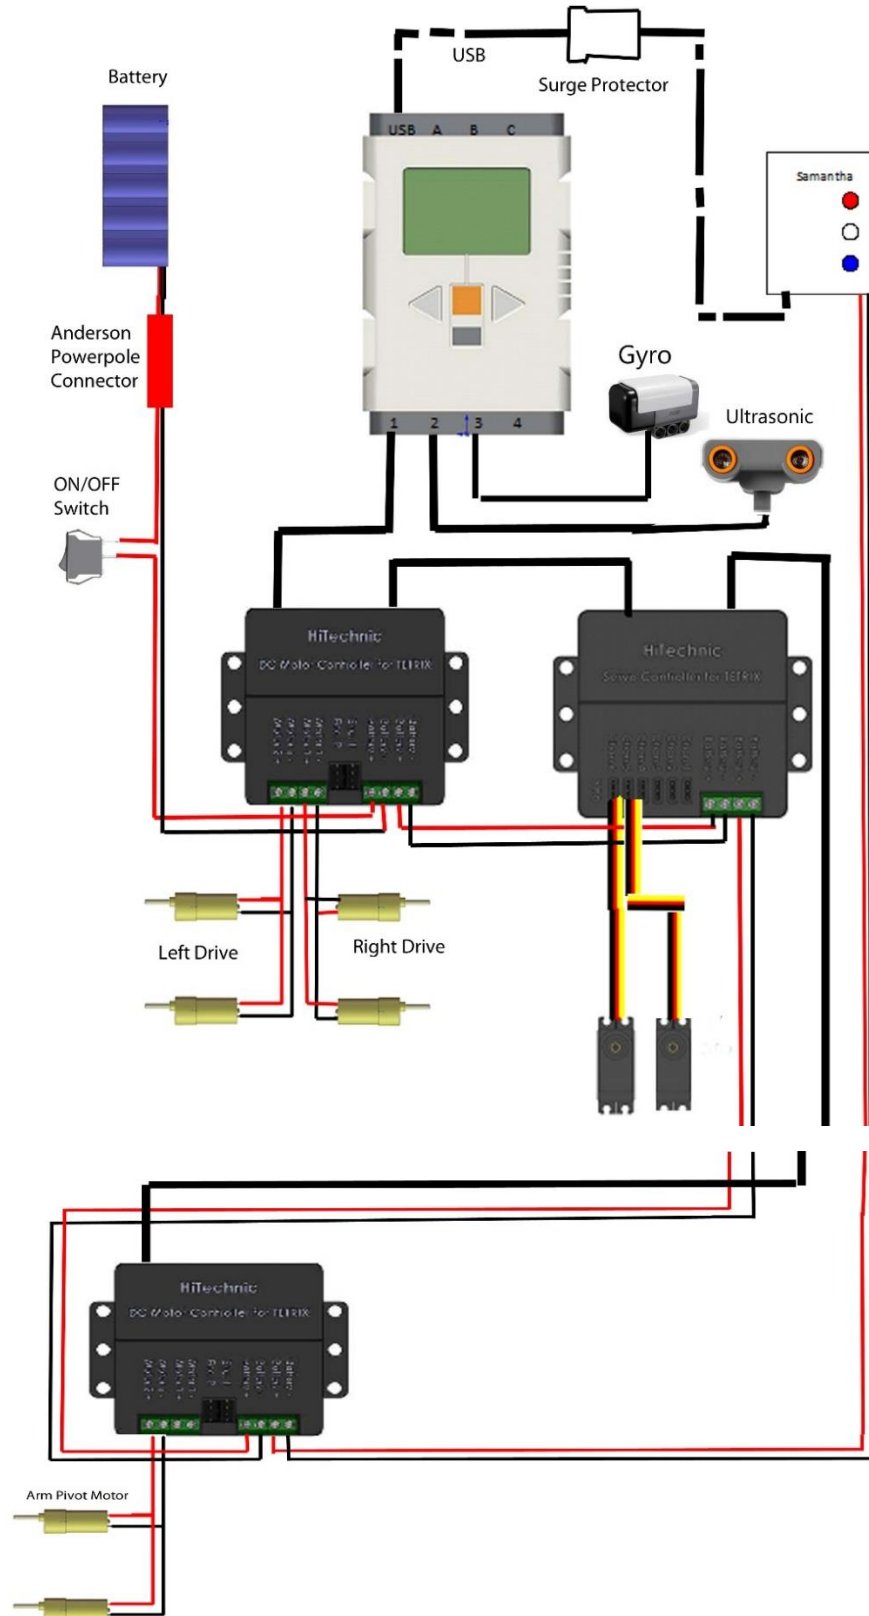 USB
Surge Protector
Battery
USB A B C
Samantha
Anderson
Powerpole
Connector
Gyro
Ultrasonic
1 2 3 4
ON/OFF
Switch
HiTechnic
DC Motor Controller for TETRIX
HiTechnic
Servo Controller for TETRIX
Left Drive
Right Drive
HiTechnic
DC Motor Controller for TETRIX
Arm Pivot Motor